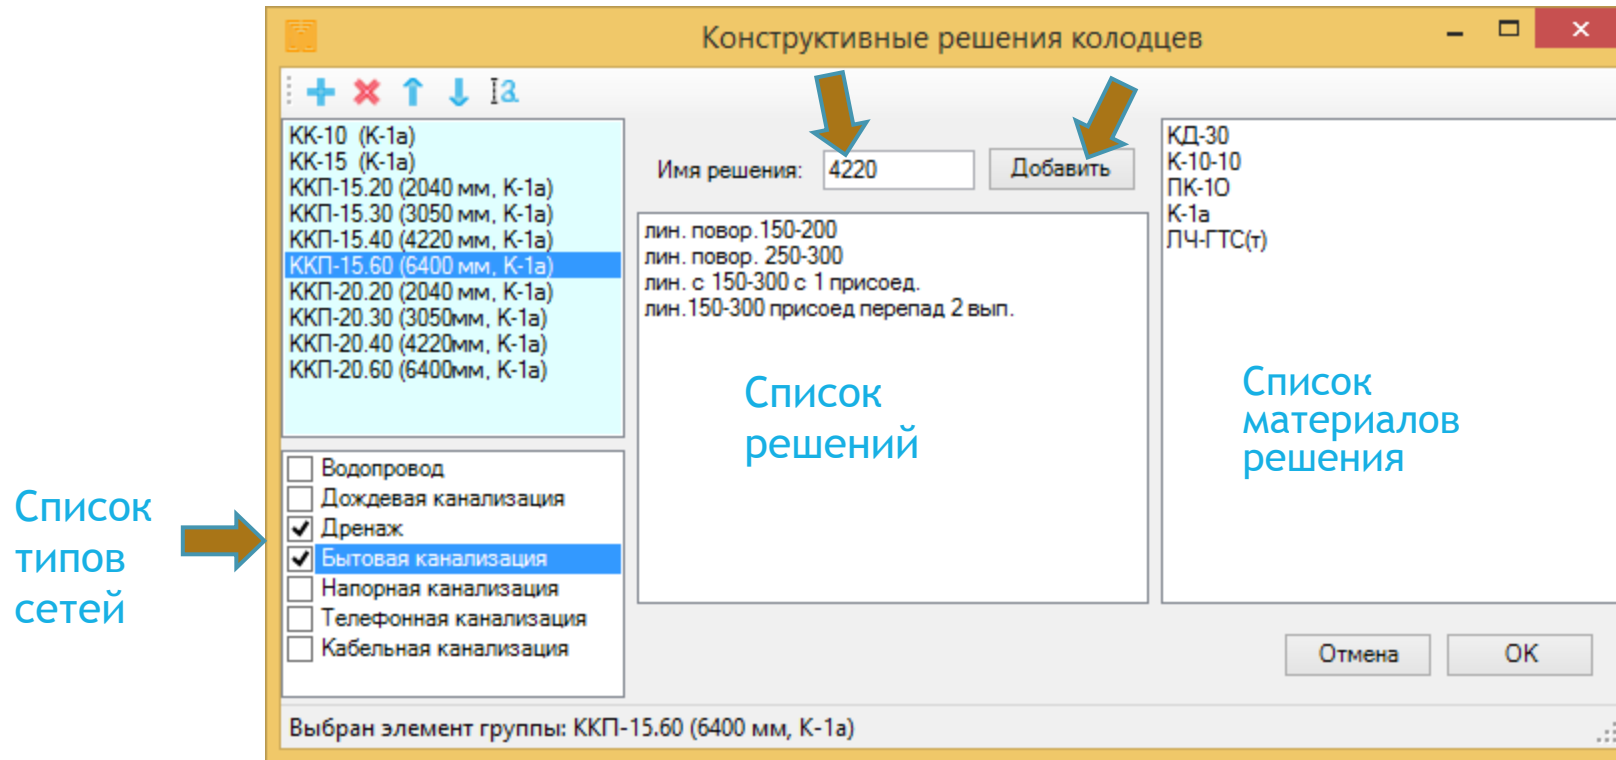 Конструктивные решения колодцев
КК-10 (К-1а)
КК-15 (К-1а)
ККП-15.20 (2040 мм, К-1а)
ККП-15.30 (3050 мм, К-1а)
ККП-15.40 (4220 мм, К-1а)
ККП-15.60 (6400 мм, К-1а)
ККП-20.20 (2040 мм, К-1а)
ККП-20.30 (3050мм, К-1а)
ККП-20.40 (4220мм, К-1а)
ККП-20.60 (6400мм, К-1а)
Имя решения: 4220 Добавить
лин. повор.150-200
лин. повор. 250-300
лин. с 150-300 с 1 присоед.
лин.150-300 присоед перепад 2 вып.
Список
решений
КД-30
К-10-10
ПК-1О
К-1а
ЛЧ-ГТС(т)
Список
материалов
решения
Список
типов
сетей
Водопровод
Дождевая канализация
Дренаж
Бытовая канализация
Напорная канализация
Телефонная канализация
Кабельная канализация
Отмена ОК
Выбран элемент группы: ККП-15.60 (6400 мм, К-1а)